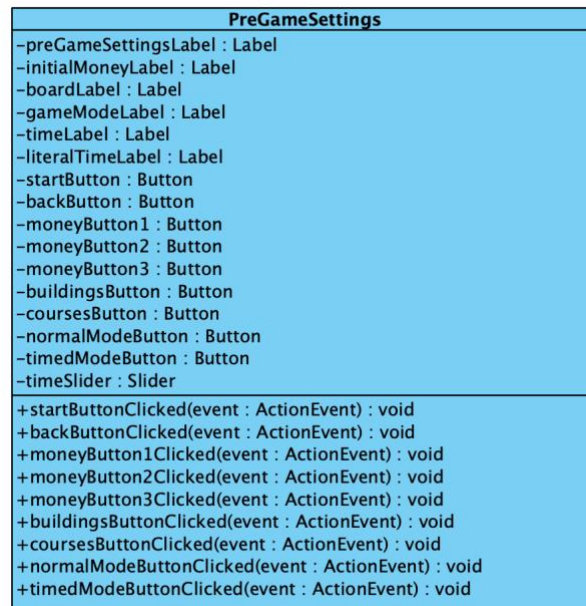 PreGameSettings
-preGameSettingsLabel : Label
-initialMoneyLabel : Label
-boardLabel : Label
-gameModeLabel : Label
-timeLabel : Label
-literalTimeLabel : Label
-startButton : Button
-backButton : Button
-moneyButton1 : Button
-moneyButton2 : Button
-moneyButton3 : Button
-buildingsButton : Button
-coursesButton : Button
-normalModeButton : Button
-timedModeButton : Button
-timeSlider : Slider
+startButtonClicked(event : ActionEvent) : void
+backButtonClicked(event : ActionEvent) : void
+moneyButton1Clicked(event : ActionEvent) : void
+moneyButton2Clicked(event : ActionEvent) : void
+moneyButton3Clicked(event : ActionEvent) : void
+buildingsButtonClicked(event : ActionEvent) : void
+coursesButtonClicked(event : ActionEvent) : void
+normalModeButtonClicked(event : ActionEvent) : void
+timedModeButtonClicked(event : ActionEvent) : void